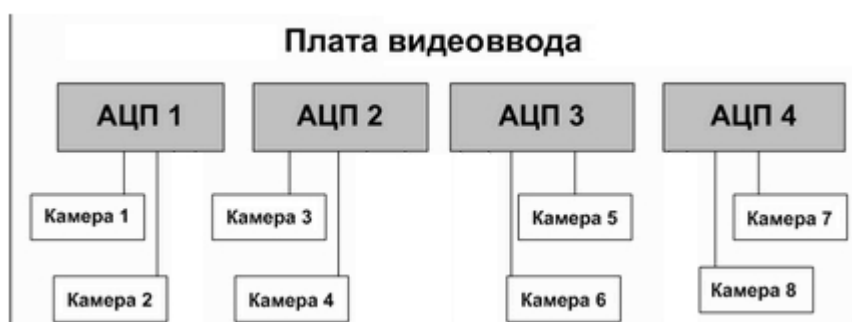 Плата видеоввода
АЦП 1 АЦП 2 АЦП 3 АЦП 4
Камера 1 Камера 3 Камера 5 Камера 7
Камера 2 Камера 4 Камера 6 Камера 8